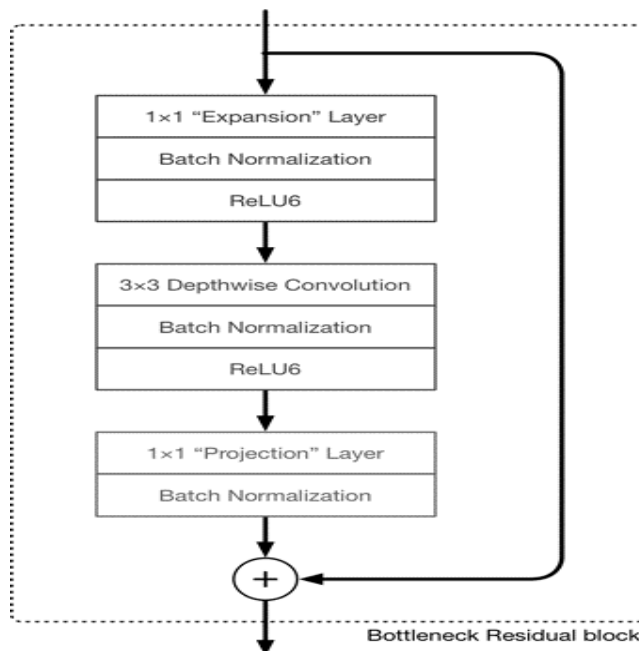 1×1 “Expansion” Layer
Batch Normalization
ReLU6
3×3 Depthwise Convolution
Batch Normalization
ReLU6
1×1 “Projection” Layer
Batch Normalization
+
Bottleneck Residual block